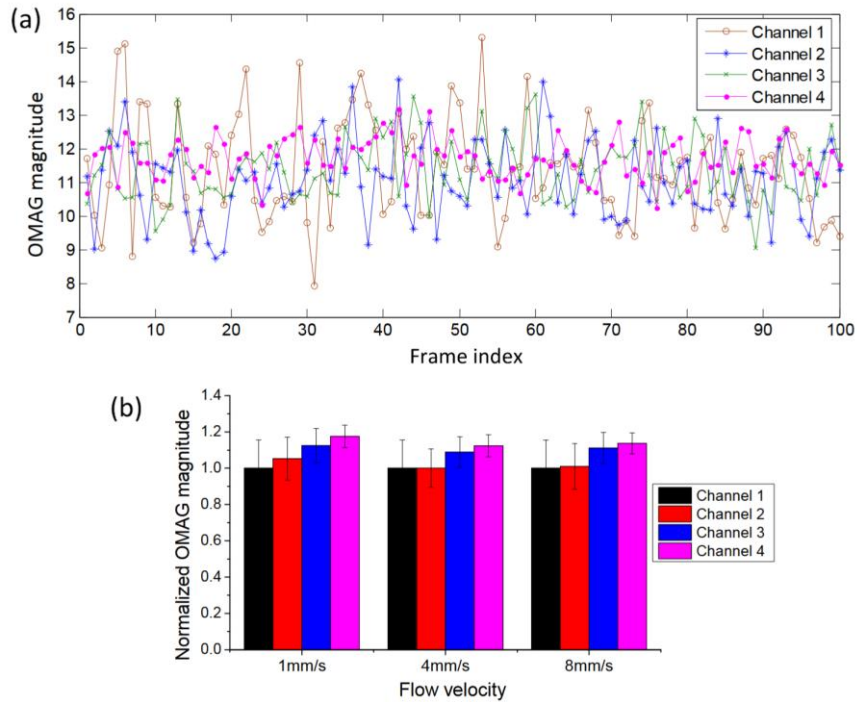 (a)
OMAG magnitude
16
15
14
13
12
11
10
9
8
7
Channel 1
Channel 2
Channel 3
Channel 4
0 10 20 30 40 50 60 70 80 90 100
Frame index
(b)
Normalized OMAG magnitude
1.4
1.2
1.0
0.8
0.6
0.4
0.2
0.0
Channel 1
Channel 2
Channel 3
Channel 4
1mm/s 4mm/s 8mm/s
Flow velocity